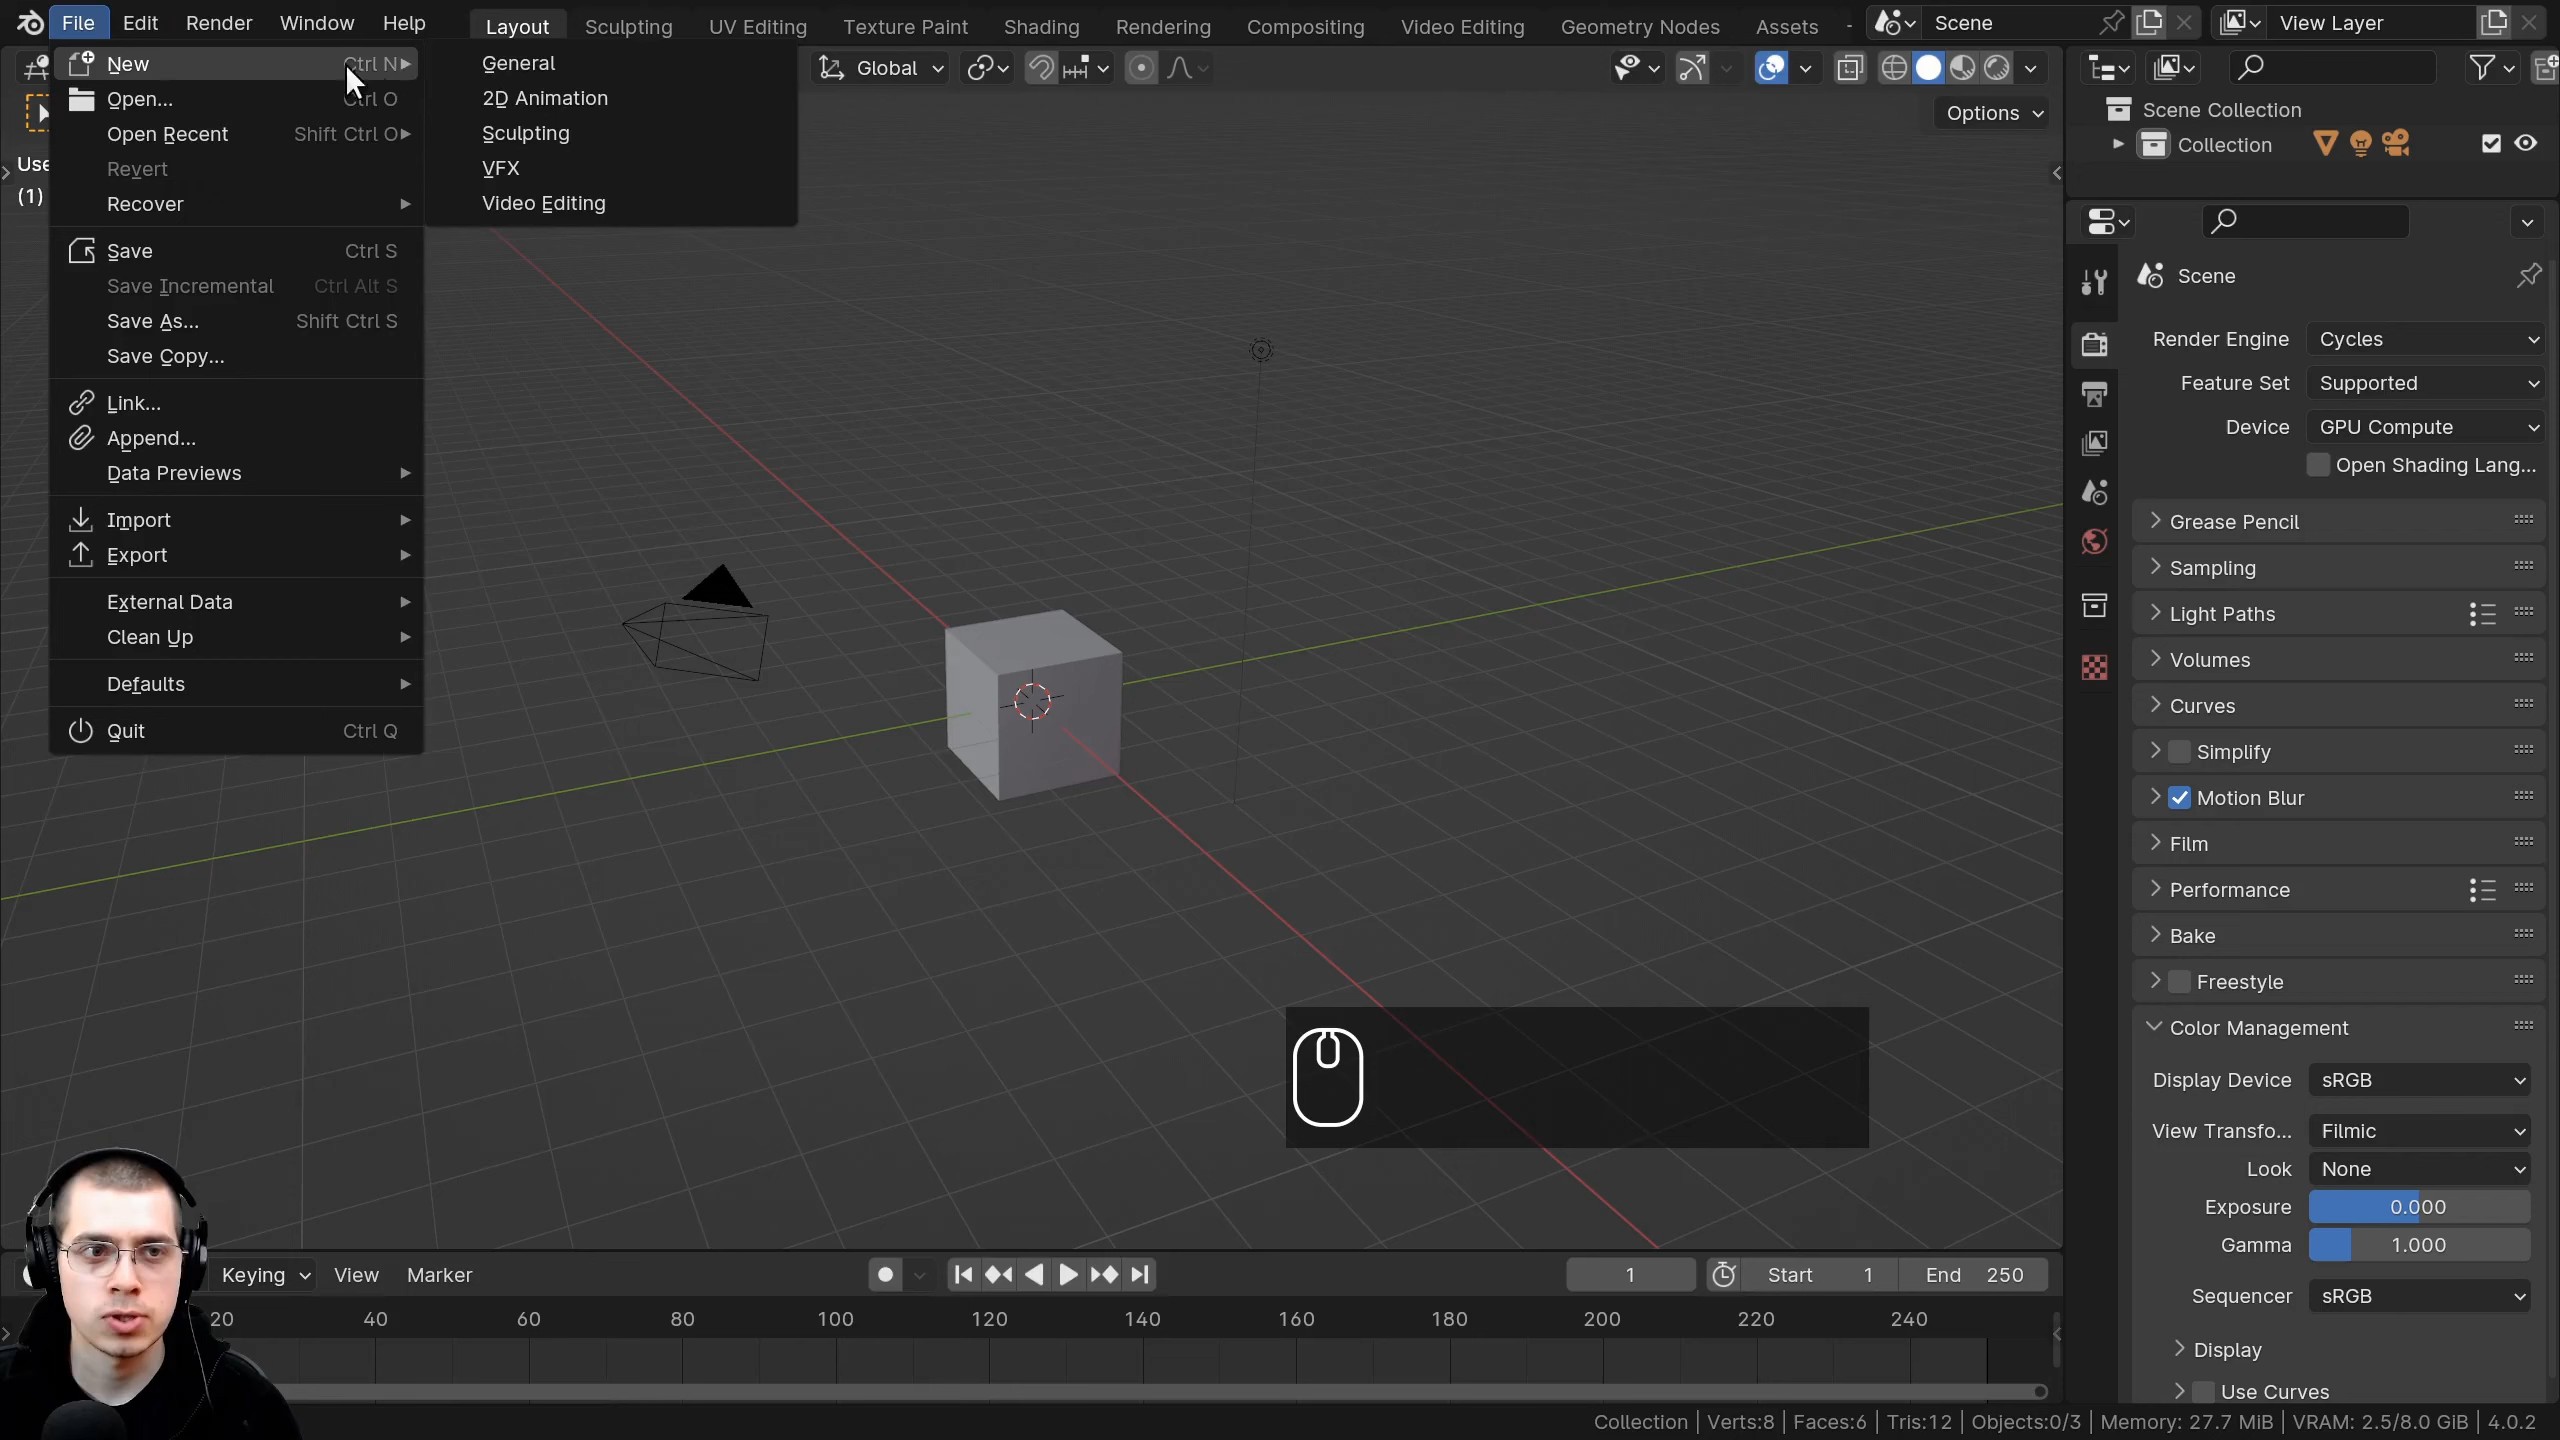 File Edit Render Window Help
Layout Sculpting UV Editing Texture Paint Shading Rendering Compositing Video Editing Geometry Nodes Assets
Scene
View Layer
New Ctrl N
Open... Ctrl O
Open Recent Shift Ctrl O
Revert
Recover
Save Ctrl S
Save Incremental Ctrl Alt S
Save As... Shift Ctrl S
Save Copy...
Link...
Append...
Data Previews
Import
Export
External Data
Clean Up
Defaults
Quit Ctrl Q
General
2D Animation
Sculpting
VFX
Video Editing
Global
Options
Use
(1)
Scene Collection
Collection
Scene
Render Engine Cycles
Feature Set Supported
Device GPU Compute
Open Shading Lang...
Grease Pencil
Sampling
Light Paths
Volumes
Curves
Simplify
Motion Blur
Film
Performance
Bake
Freestyle
Color Management
Display Device sRGB
View Transfo... Filmic
Look None
Exposure 0.000
Gamma 1.000
Sequencer sRGB
Display
Use Curves
Keying View Marker
1 Start 1 End 250
20 40 60 80 100 120 140 160 180 200 220 240
Collection | Verts:8 | Faces:6 | Tris:12 | Objects:0/3 | Memory: 27.7 MiB | VRAM: 2.5/8.0 GiB | 4.0.2